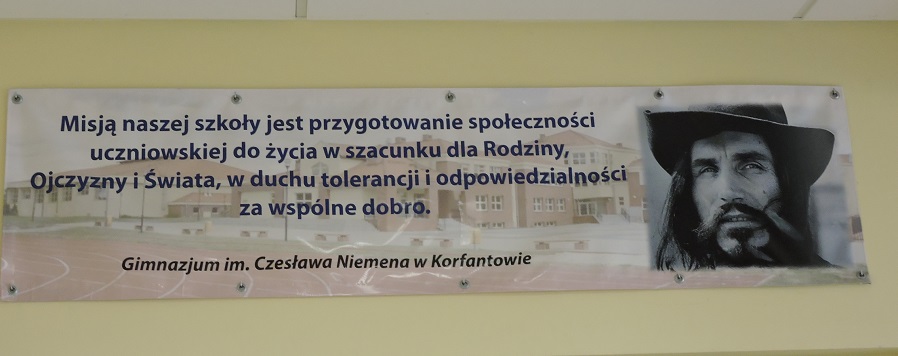 Misją naszej szkoły jest przygotowanie społeczności
uczniowskiej do życia w szacunku dla Rodziny,
Ojczyzny i Świata, w duchu tolerancji i odpowiedzialności
za wspólne dobro.
Gimnazjum im. Czesława Niemena w Korfantowie